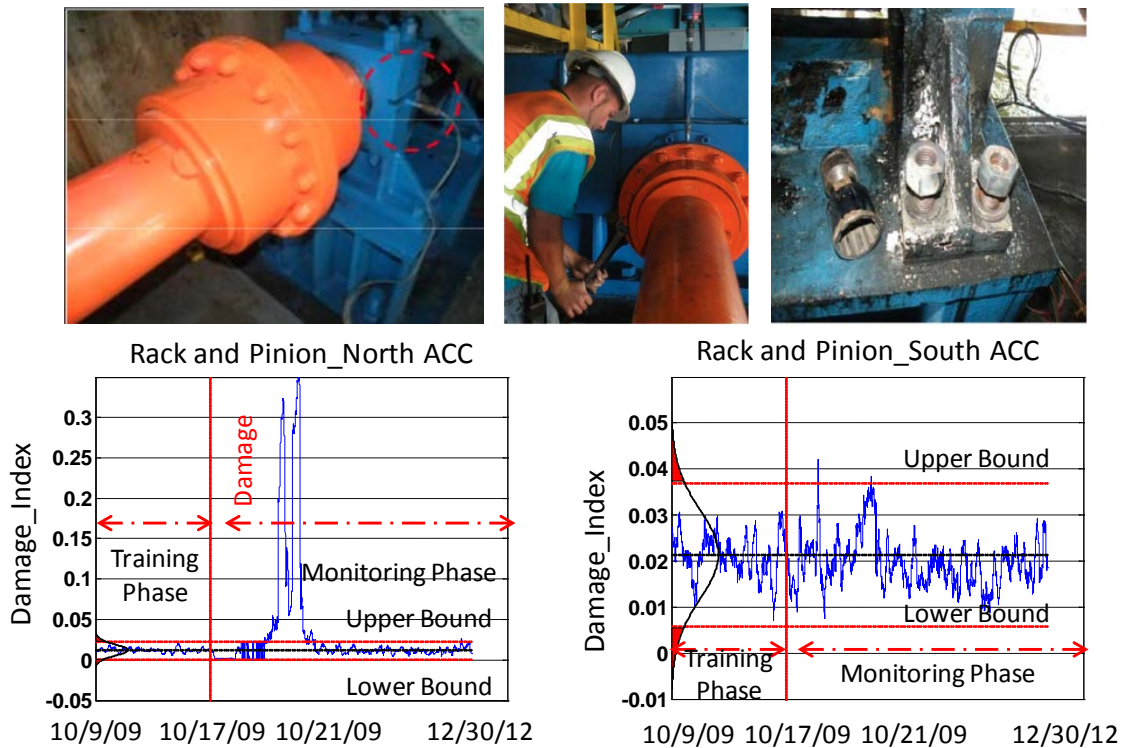 Rack and Pinion_North ACC
Damage_Index
0.3
0.25
0.2
0.15
0.1
0.05
0
-0.05
Damage
Training
Phase
Monitoring Phase
Upper Bound
Lower Bound
10/9/09 10/17/09 10/21/09 12/30/12
Rack and Pinion_South ACC
Damage_Index
0.05
0.04
0.03
0.02
0.01
0
-0.01
Upper Bound
Lower Bound
Training
Phase
Monitoring Phase
10/9/09 10/17/09 10/21/09 12/30/12